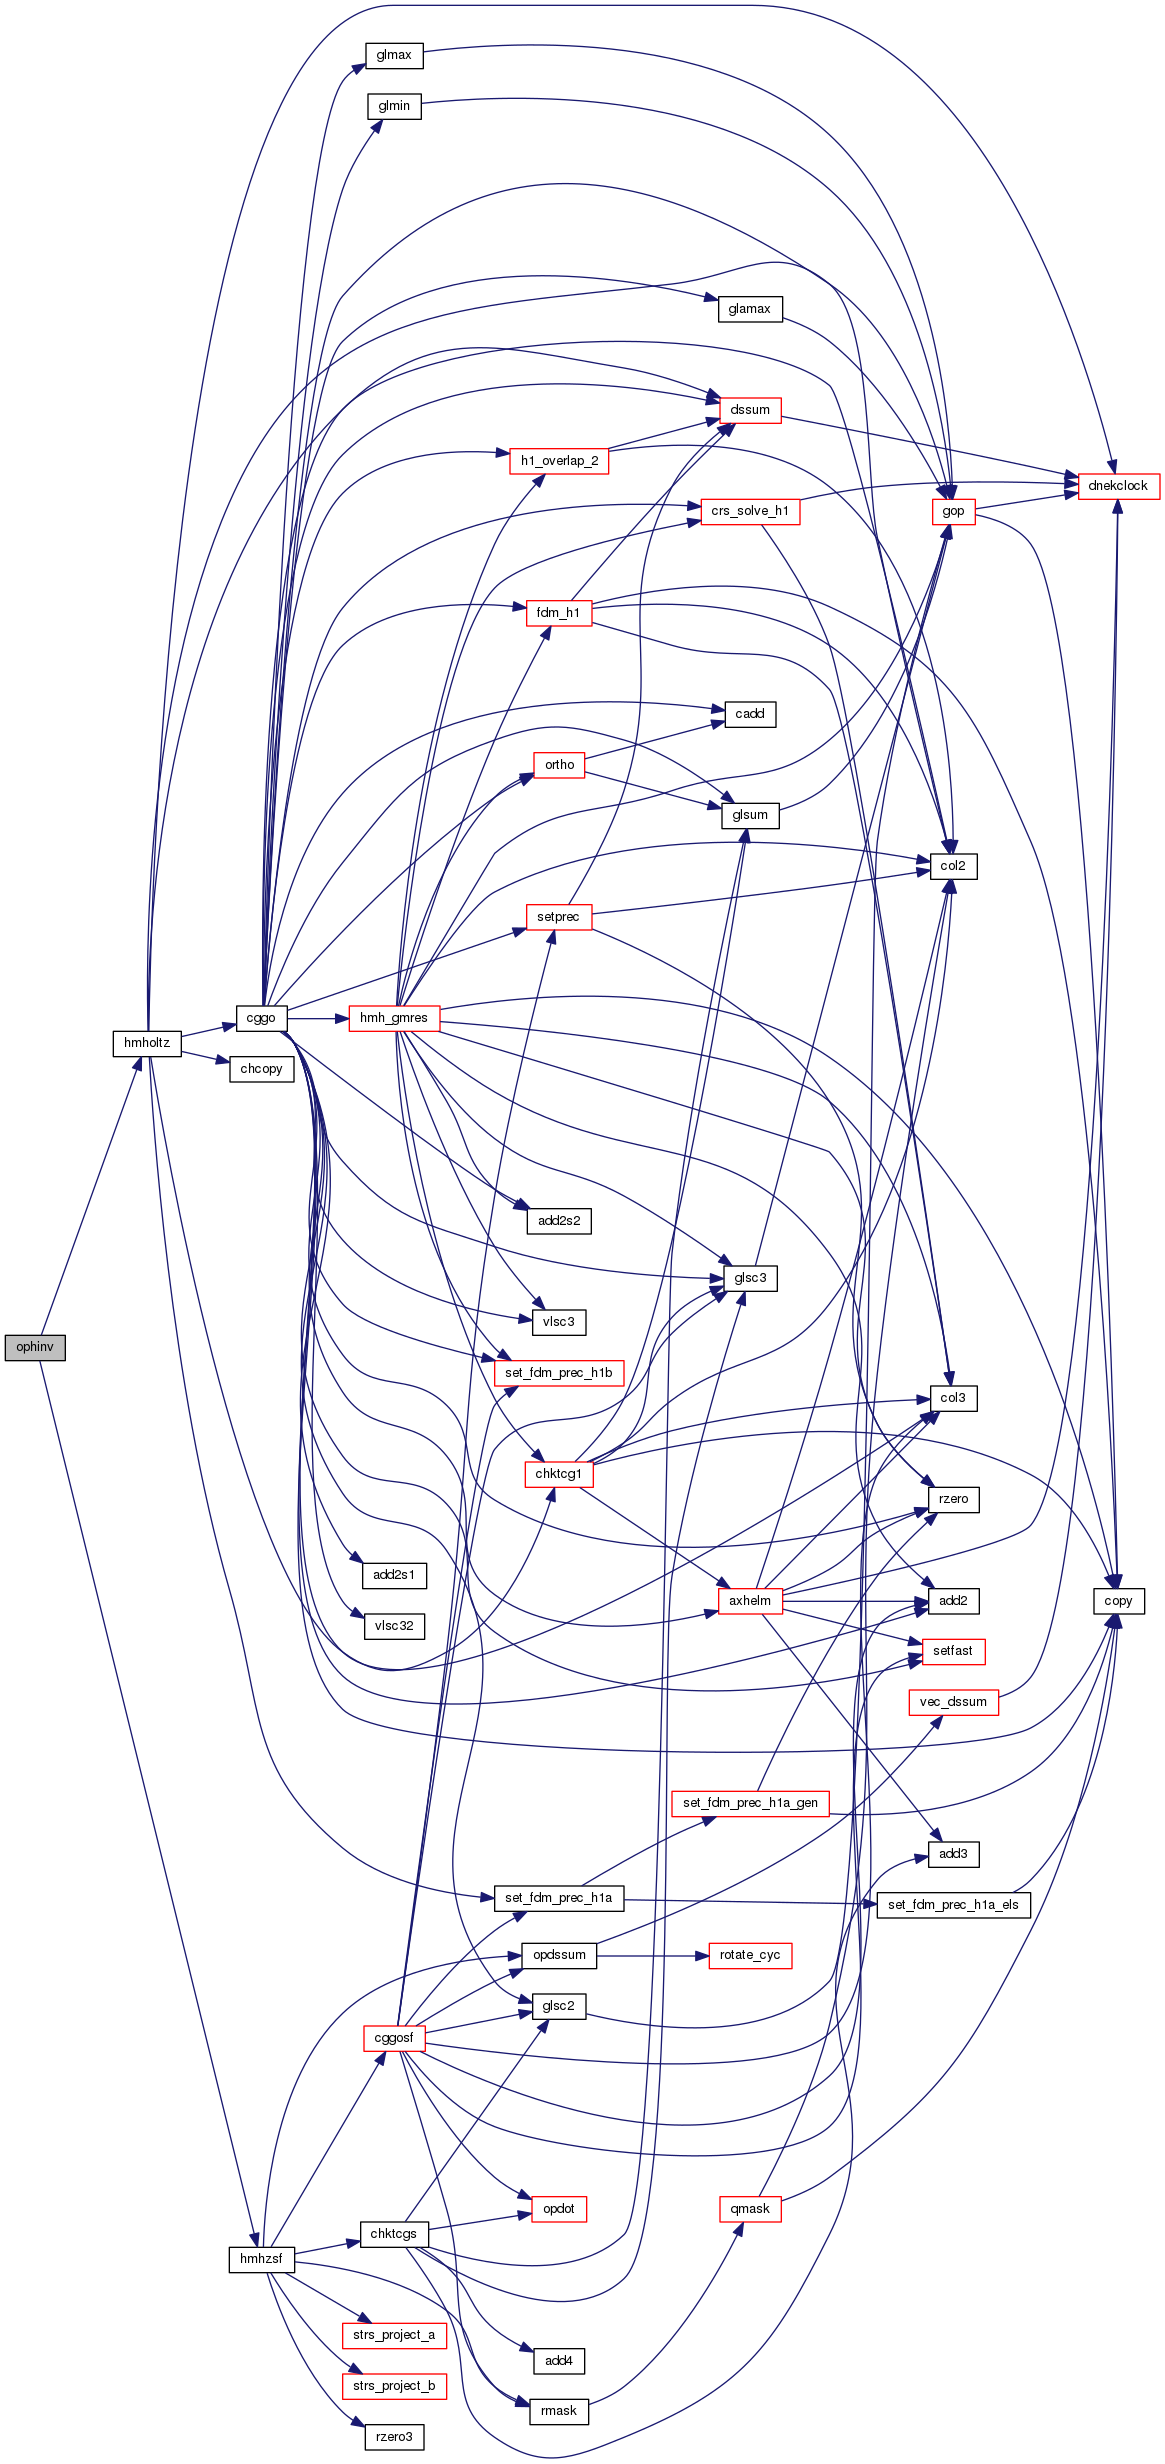 glmax
glmin
glamax
dssum
h1_overlap_2
dnekclock
crs_solve_h1
gop
fdm_h1
cadd
ortho
glsum
col2
setprec
cggo
hmh_gmres
hmholtz
chcopy
add2s2
glsc3
vlsc3
ophinv
set_fdm_prec_h1b
col3
chktcg1
rzero
add2s1
axhelm
add2
copy
vlsc32
setfast
vec_dssum
set_fdm_prec_h1a_gen
add3
set_fdm_prec_h1a
set_fdm_prec_h1a_els
opdssum
rotate_cyc
glsc2
cggosf
opdot
qmask
chktcgs
hmhzsf
strs_project_a
add4
strs_project_b
rmask
rzero3